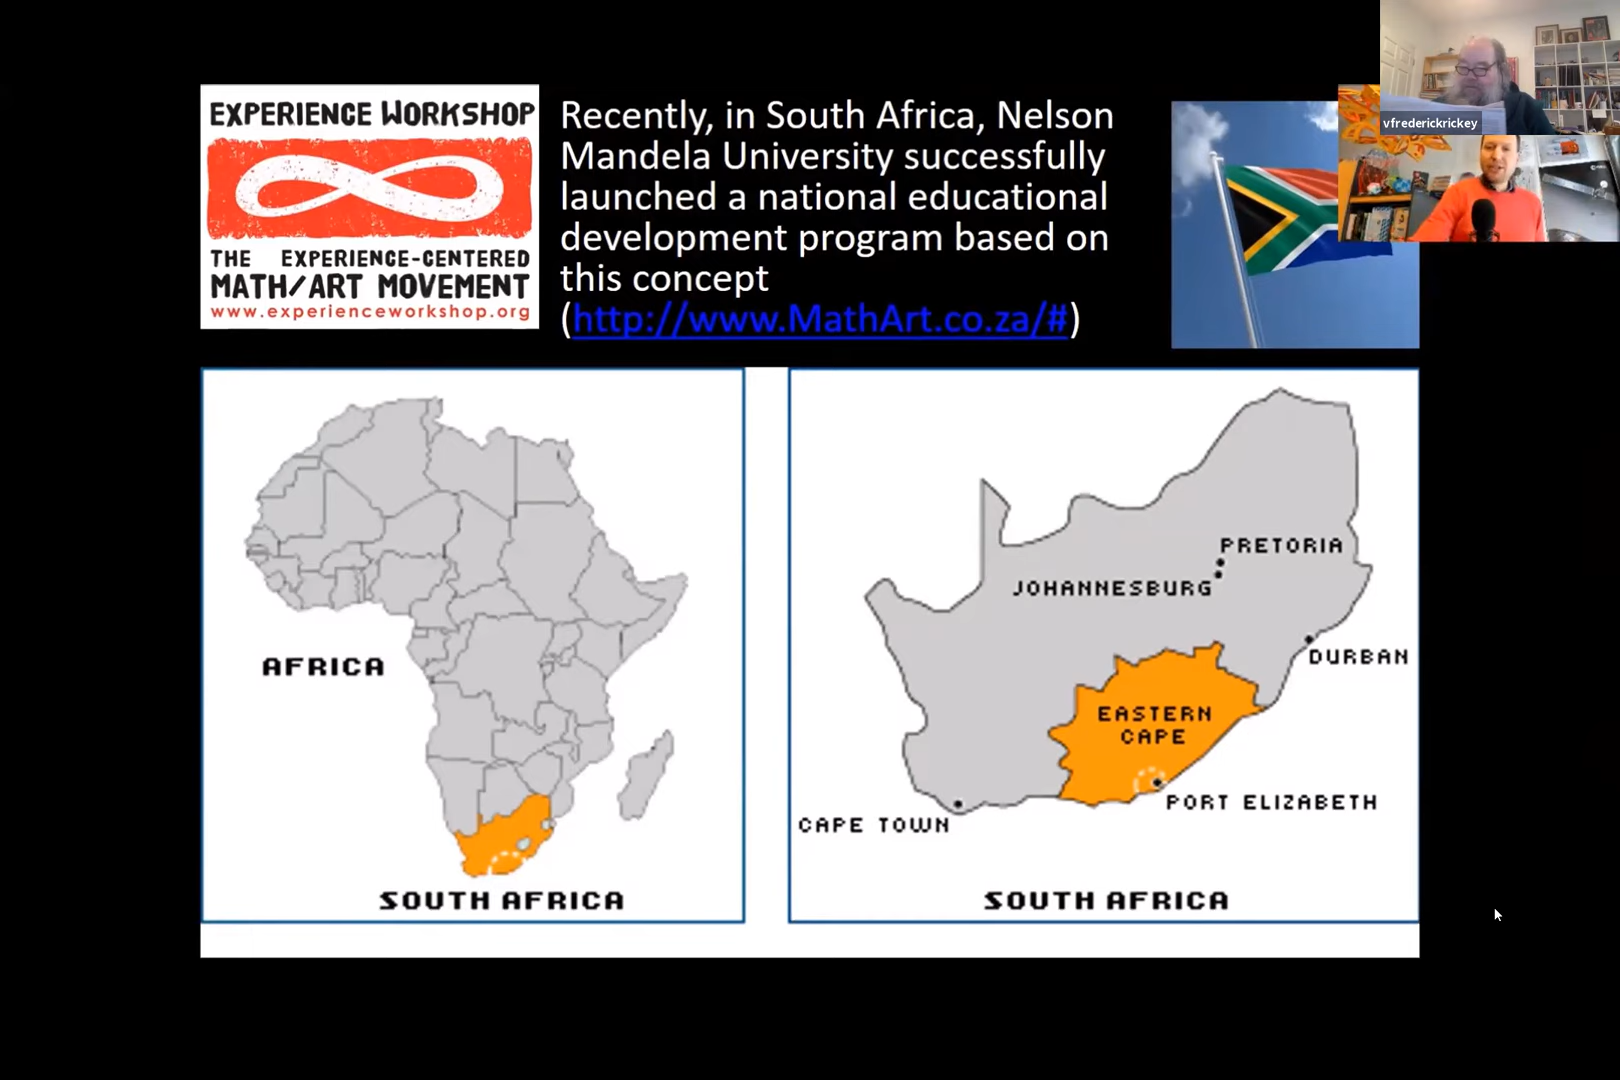 EXPERIENCE WORKSHOP
THE EXPERIENCE-CENTERED
MATH/ART MOVEMENT
www.experienceworkshop.org
Recently, in South Africa, Nelson
Mandela University successfully
launched a national educational
development program based on
this concept
(http://www.MathArt.co.za/#)
vfrederickrickey
AFRICA
SOUTH AFRICA
PRETORIA
JOHANNESBURG
DURBAN
EASTERN
CAPE
PORT ELIZABETH
CAPE TOWN
SOUTH AFRICA